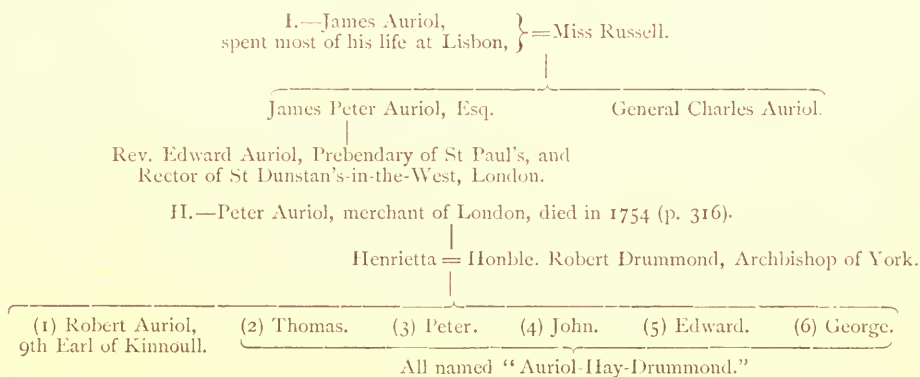 I.—James Auriol,
spent most of his life at Lisbon, } =Miss Russell.
James Peter Auriol, Esq. General Charles Auriol.
Rev. Edward Auriol, Prebendary of St Paul's, and
Rector of St Dunstan's-in-the-West, London.
II.—Peter Auriol, merchant of London, died in 1754 (p. 316).
Henrietta = Honble. Robert Drummond, Archbishop of York.
(1) Robert Auriol, (2) Thomas. (3) Peter. (4) John. (5) Edward. (6) George.
9th Earl of Kinnoull.
All named “Auriol-Hay-Drummond.”